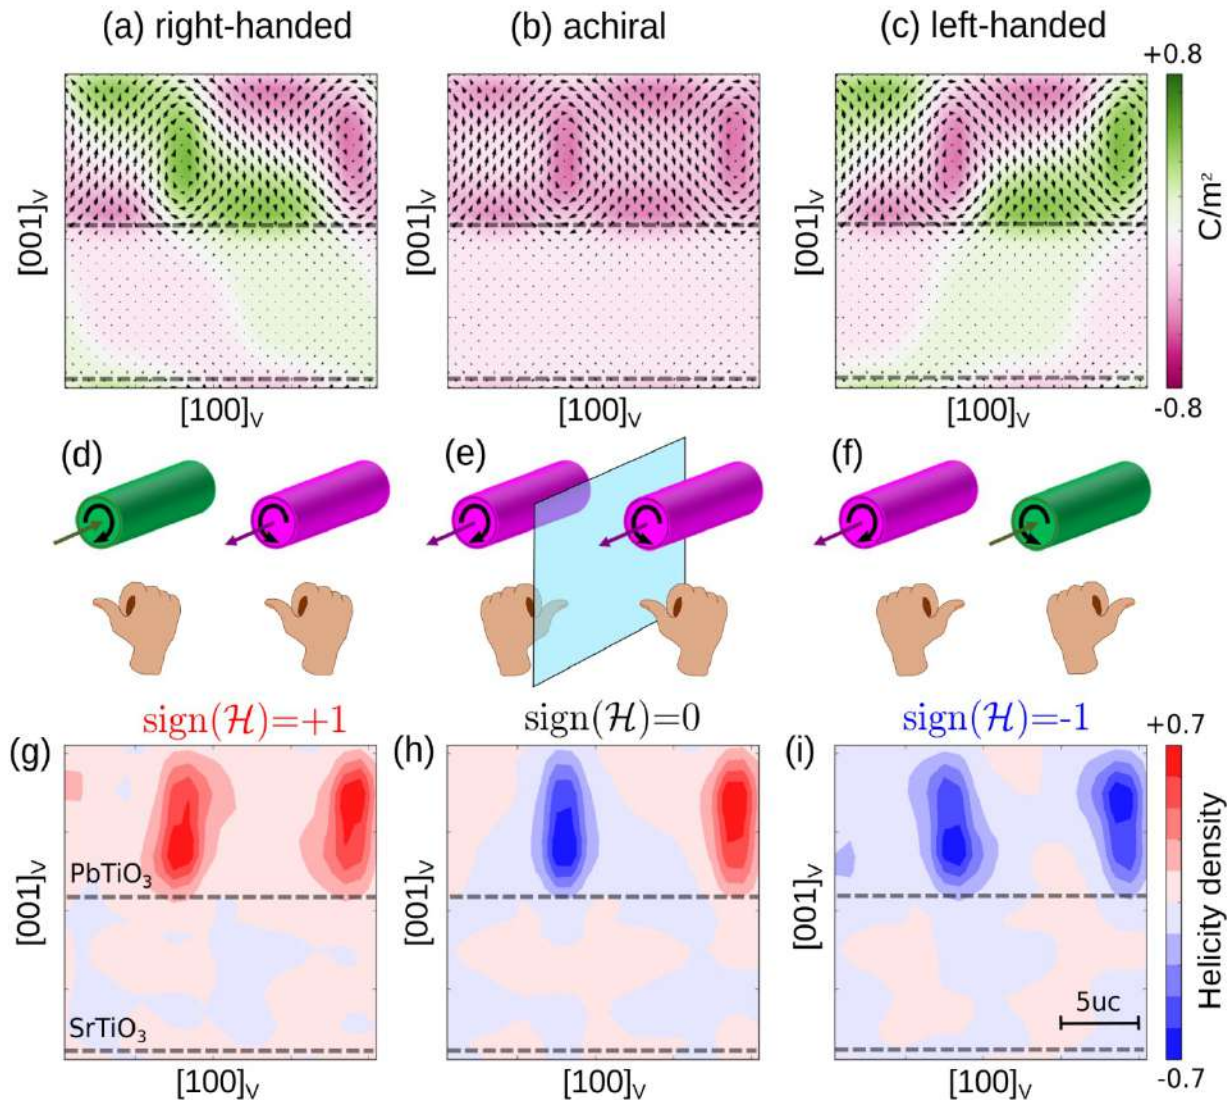 (a) right-handed
(b) achiral
(c) left-handed
+0.8
[001]ᵥ
C/m²
-0.8
[100]ᵥ
[100]ᵥ
[100]ᵥ
(d)
(e)
(f)
sign(ℋ)=+1
sign(ℋ)=0
sign(ℋ)=-1
+0.7
(g)
(h)
(i)
[001]ᵥ
[001]ᵥ
[001]ᵥ
PbTiO₃
SrTiO₃
5uc
Helicity density
-0.7
[100]ᵥ
[100]ᵥ
[100]ᵥ
[001]ᵥ
[001]ᵥ